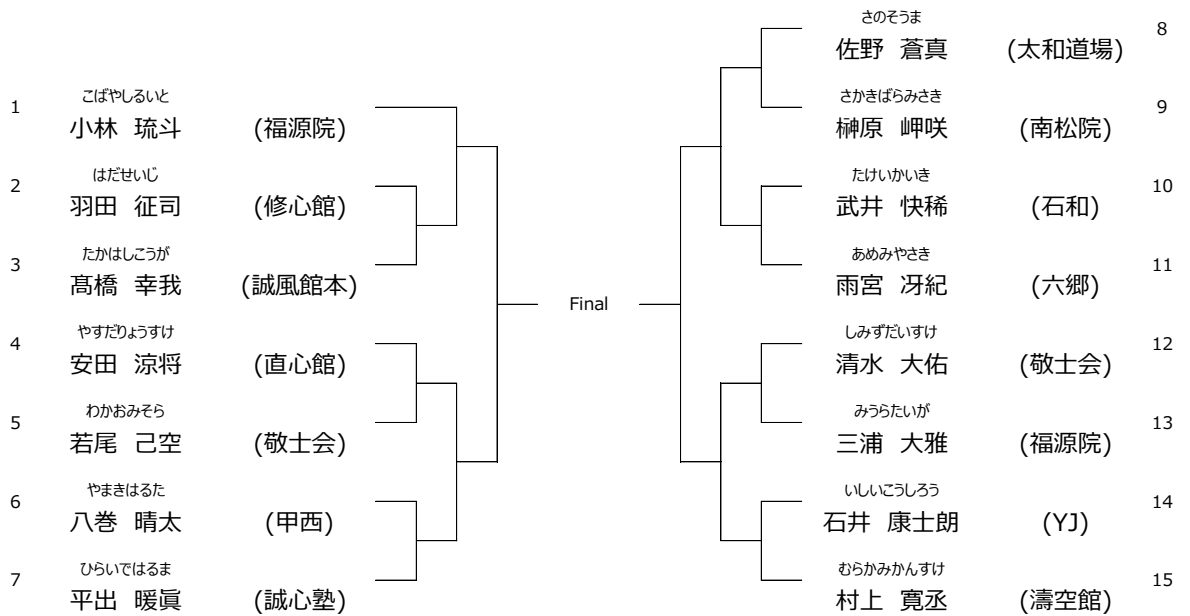 こばやしるいと
1 小林 琉斗 (福源院)
はだせいじ
2 羽田 征司 (修心館)
たかはしこうが
3 髙橋 幸我 (誠風館本)
やすだりょうすけ
4 安田 涼将 (直心館)
わかおみそら
5 若尾 己空 (敬士会)
やまきはるた
6 八巻 晴太 (甲西)
ひらいではるま
7 平出 暖眞 (誠心塾)
Final
さのそうま
佐野 蒼真 (太和道場) 8
さかきばらみさき
榊原 岬咲 (南松院) 9
たけいかいき
武井 快稀 (石和) 10
あめみやさき
雨宮 冴紀 (六郷) 11
しみずだいすけ
清水 大佑 (敬士会) 12
みうらたいが
三浦 大雅 (福源院) 13
いしいこうしろう
石井 康士朗 (YJ) 14
むらかみかんすけ
村上 寛丞 (濤空館) 15